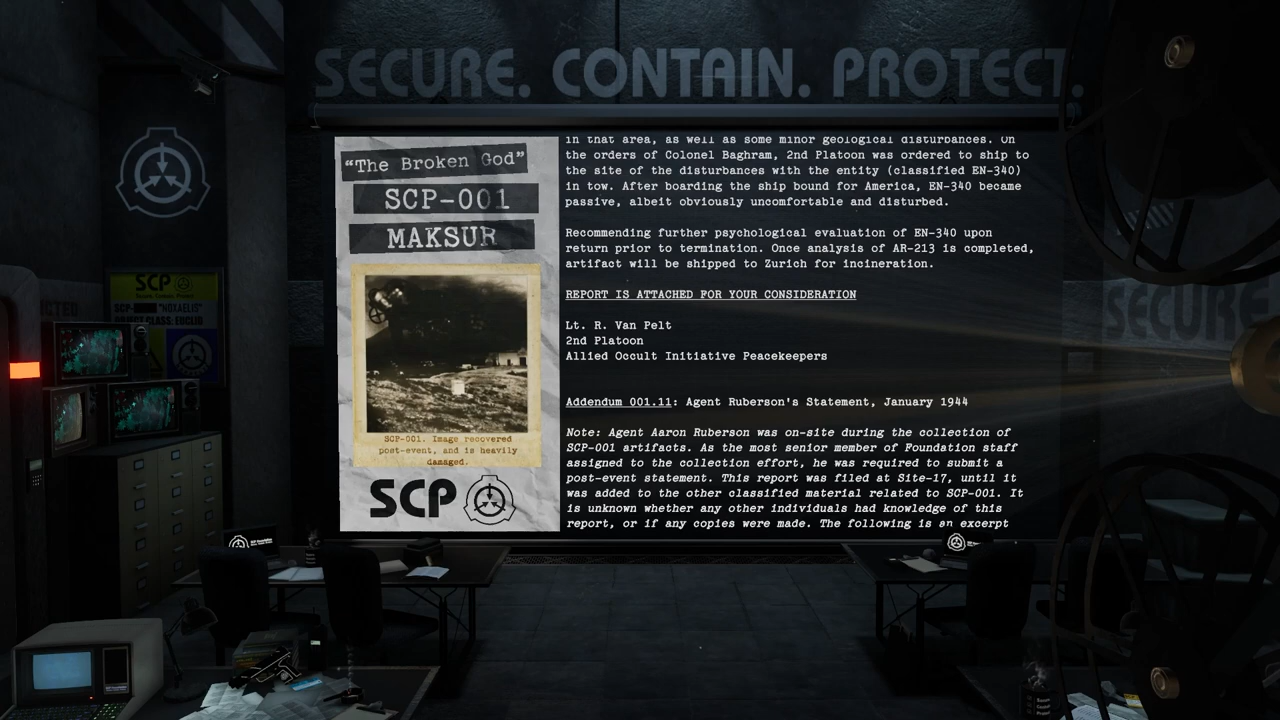 SECURE. CONTAIN. PROTECT.
"The Broken God"
SCP-001
MAKSUR
SCP-001. Image recovered
post-event, and is heavily
damaged.
SCP
in that area, as well as some minor geological disturbances. On
the orders of Colonel Baghram, 2nd Platoon was ordered to ship to
the site of the disturbances with the entity (classified EN-340)
in tow. After boarding the ship bound for America, EN-340 became
passive, albeit obviously uncomfortable and disturbed.
Recommending further psychological evaluation of EN-340 upon
return prior to termination. Once analysis of AR-213 is completed,
artifact will be shipped to Zurich for incineration.
REPORT IS ATTACHED FOR YOUR CONSIDERATION
Lt. R. Van Pelt
2nd Platoon
Allied Occult Initiative Peacekeepers
Addendum 001.11: Agent Ruberson's Statement, January 1944
Note: Agent Aaron Ruberson was on-site during the collection of
SCP-001 artifacts. As the most senior member of Foundation staff
assigned to the collection effort, he was required to submit a
post-event statement. This report was filed at Site-17, until it
was added to the other classified material related to SCP-001. It
is unknown whether any other individuals had knowledge of this
report, or if any copies were made. The following is an excerpt
SCP
Secure. Contain. Protect.
SCP- "NOXAELIS"
OBJECT CLASS: EUCLID
SECURE